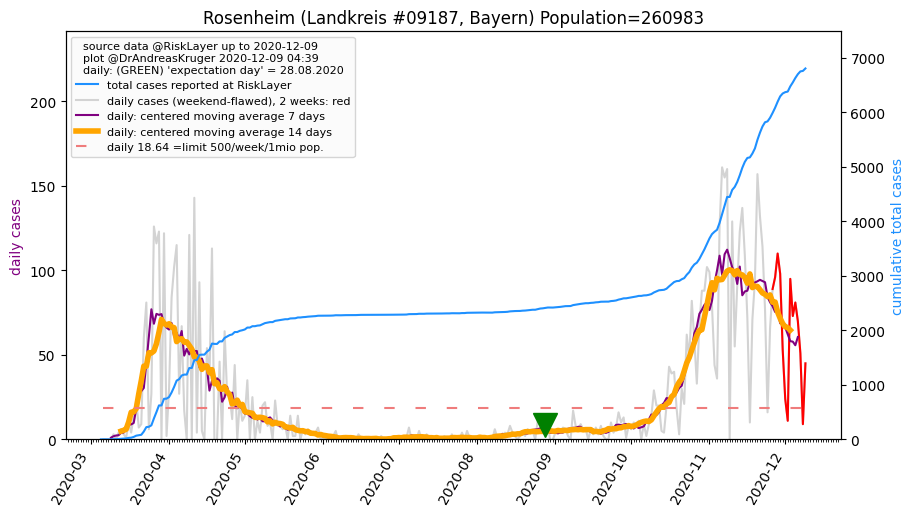 Rosenheim (Landkreis #09187, Bayern) Population=260983
source data @RiskLayer up to 2020-12-09
plot @DrAndreasKruger 2020-12-09 04:39
daily: (GREEN) 'expectation day' = 28.08.2020
total cases reported at RiskLayer
daily cases (weekend-flawed), 2 weeks: red
daily: centered moving average 7 days
daily: centered moving average 14 days
daily 18.64 =limit 500/week/1mio pop.
daily cases
200
150
100
50
0
cumulative total cases
7000
6000
5000
4000
3000
2000
1000
0
2020-03
2020-04
2020-05
2020-06
2020-07
2020-08
2020-09
2020-10
2020-11
2020-12